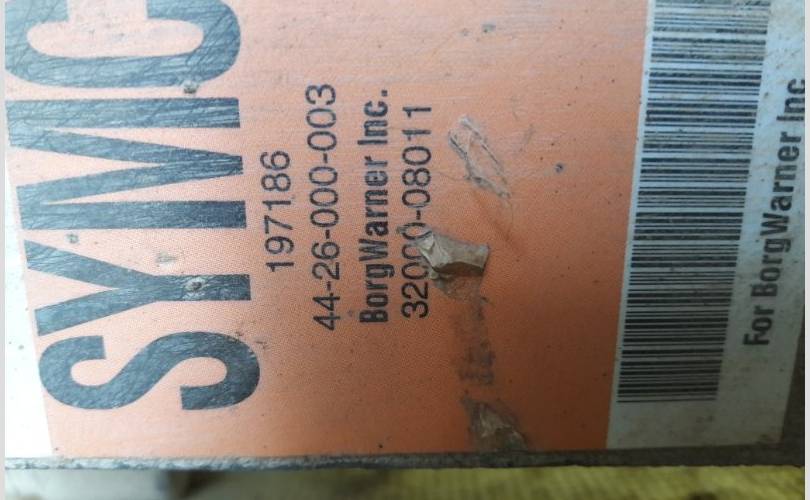 SYMC
197186
44-26-000-003
BorgWarner Inc.
32000-08011
For BorgWarner Inc